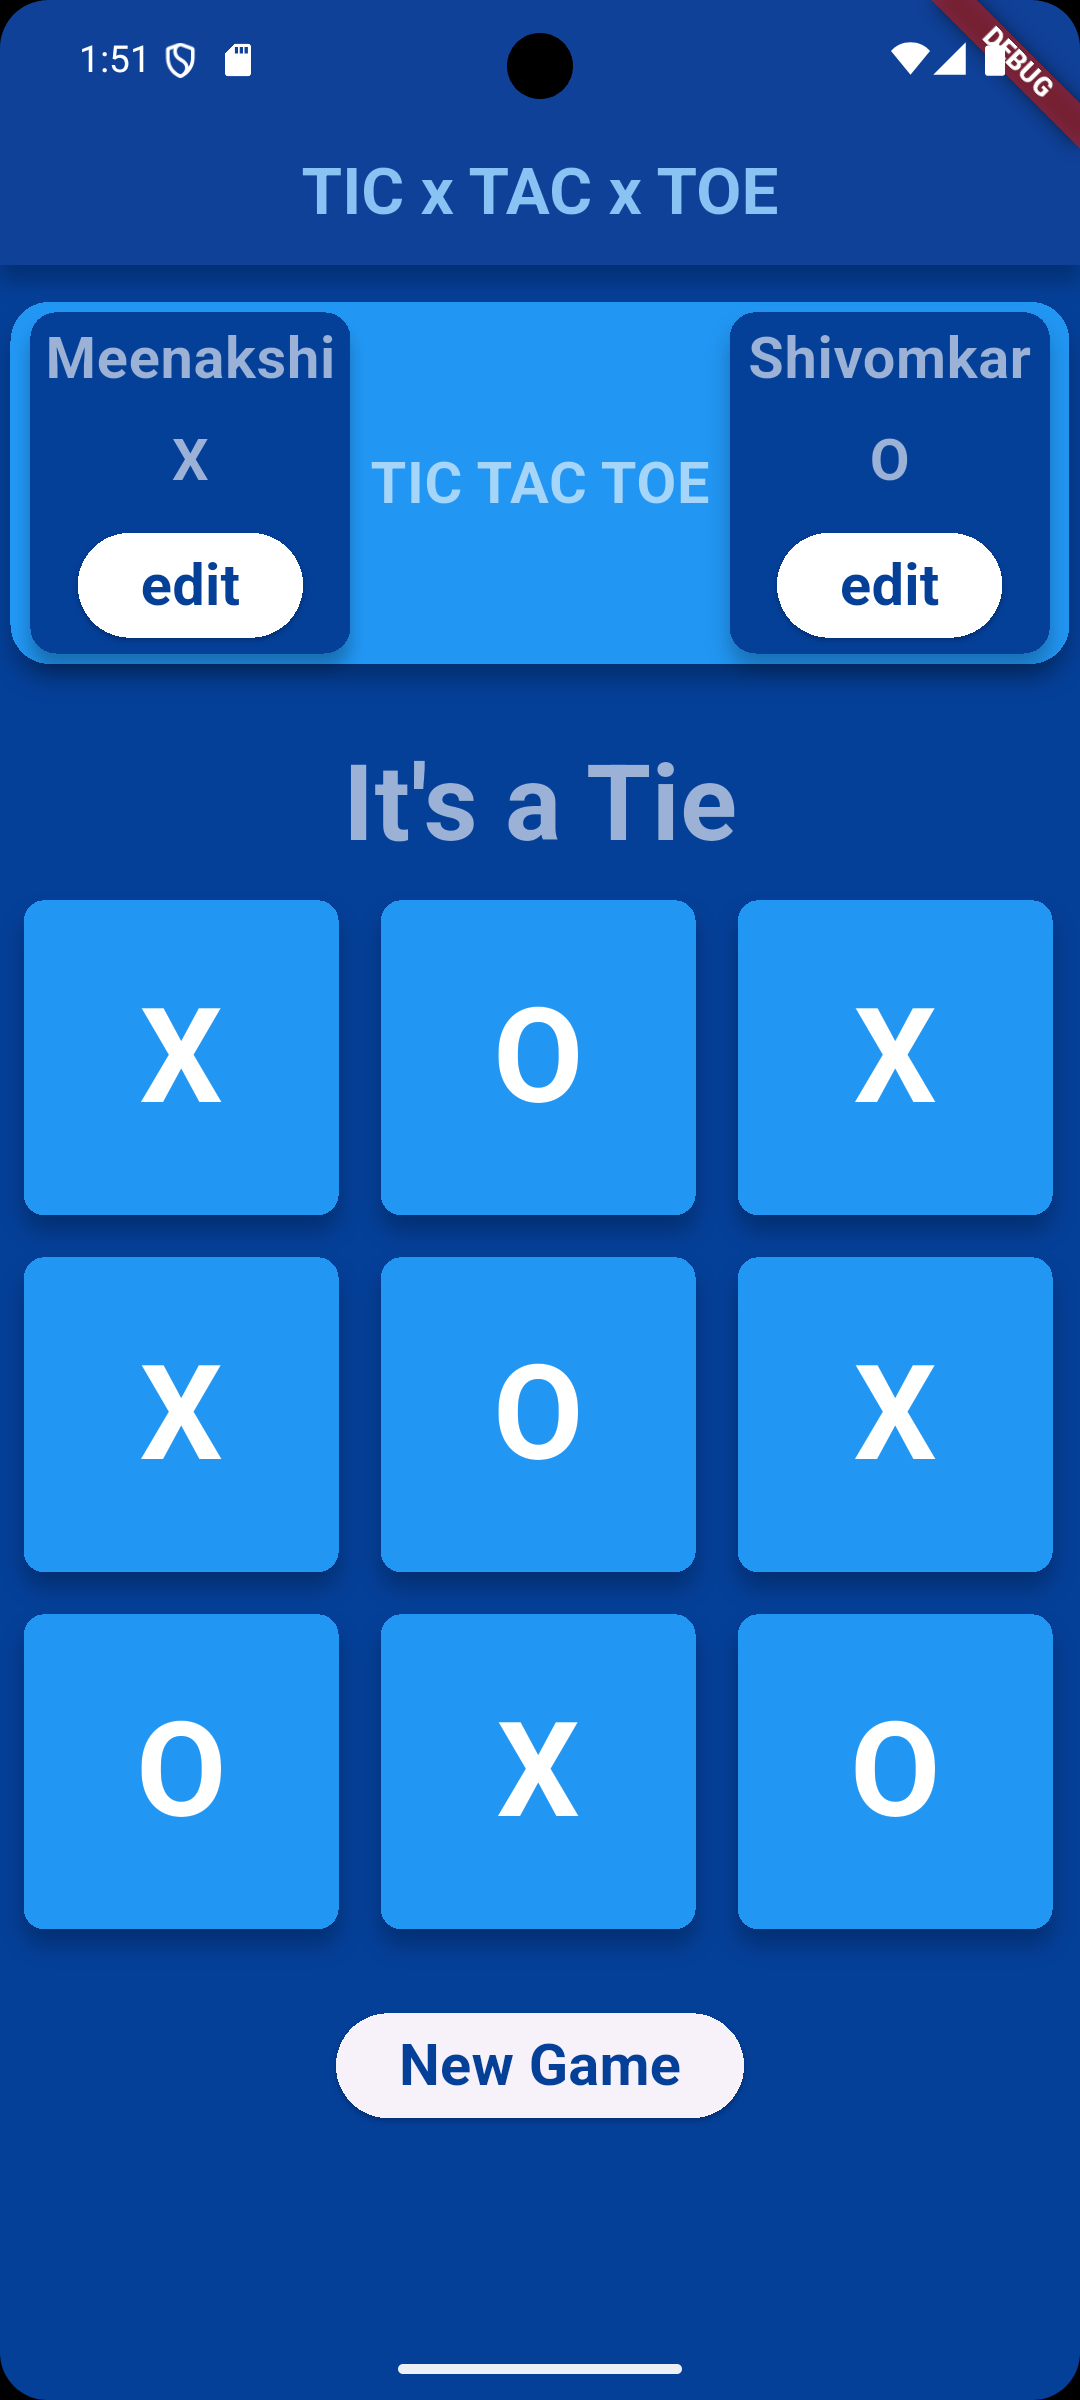 1:51
DEBUG
TIC x TAC x TOE
Meenakshi
X
edit
TIC TAC TOE
Shivomkar
O
edit
It's a Tie
X O X
X O X
O X O
New Game